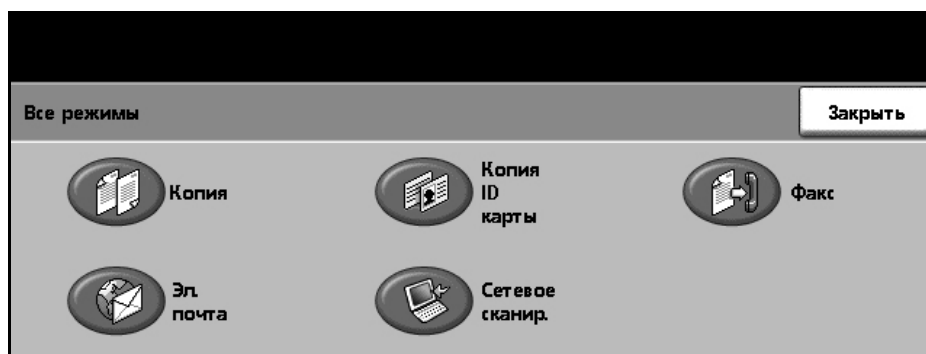 Все режимы
Закрыть
Копия
Копия
ID
карты
Факс
Эл.
почта
Сетевое
сканир.